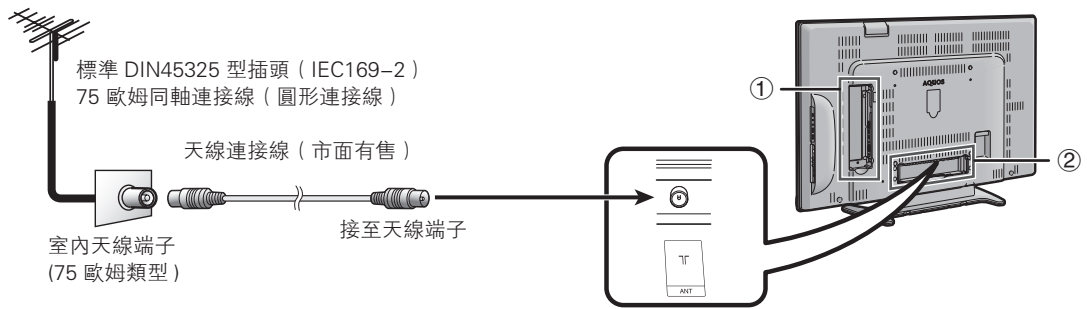 標準 DIN45325 型插頭（IEC169–2）
75 歐姆同軸連接線（圓形連接線）
天線連接線（市面有售）
接至天線端子
室內天線端子
(75 歐姆類型）
ANT
AQUOS
①
②